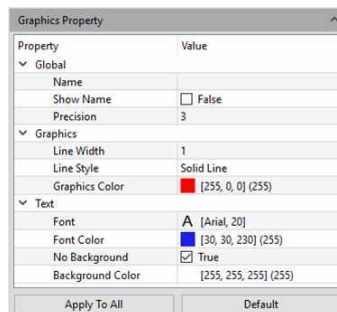 Graphics Property
Property Value
Global
Name
Show Name False
Precision 3
Graphics
Line Width 1
Line Style Solid Line
Graphics Color [255, 0, 0] (255)
Text
Font A [Arial, 20]
Font Color [30, 30, 230] (255)
No Background True
Background Color [255, 255, 255] (255)
Apply To All Default